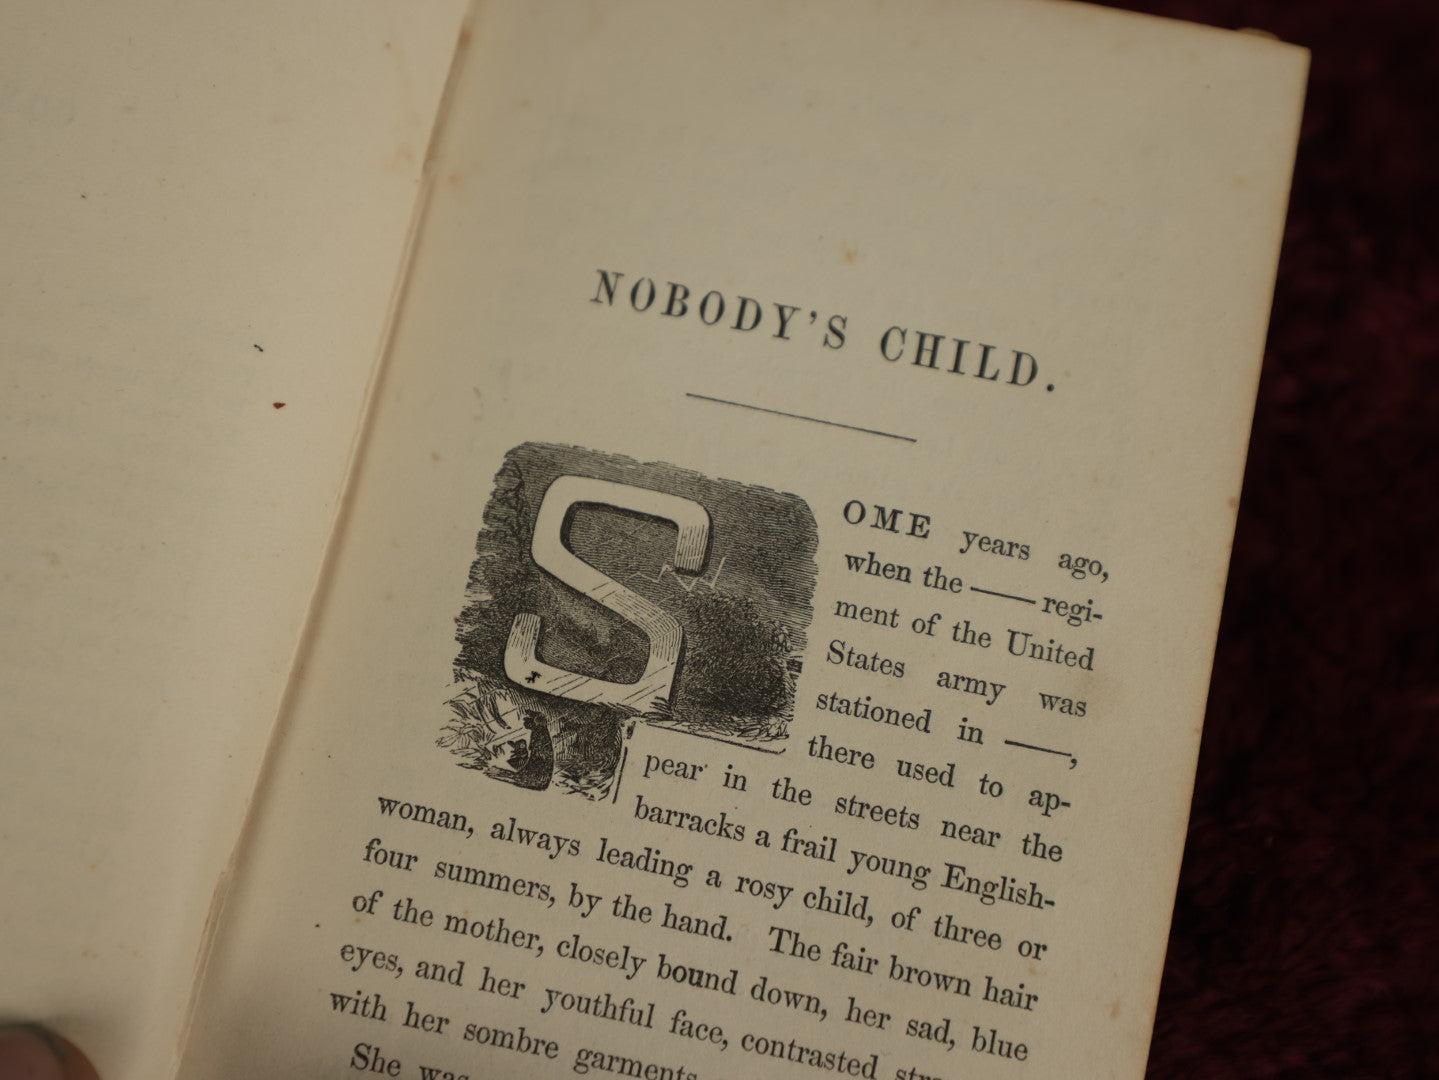 NOBODY'S CHILD.
SOME years ago,
when the —— regi-
ment of the United
States army was
stationed in ——,
there used to ap-
pear in the streets near the
barracks a frail young English-
woman, always leading a rosy child, of three or
four summers, by the hand. The fair brown hair
of the mother, closely bound down, her sad, blue
eyes, and her youthful face, contrasted
with her sombre garments
She was